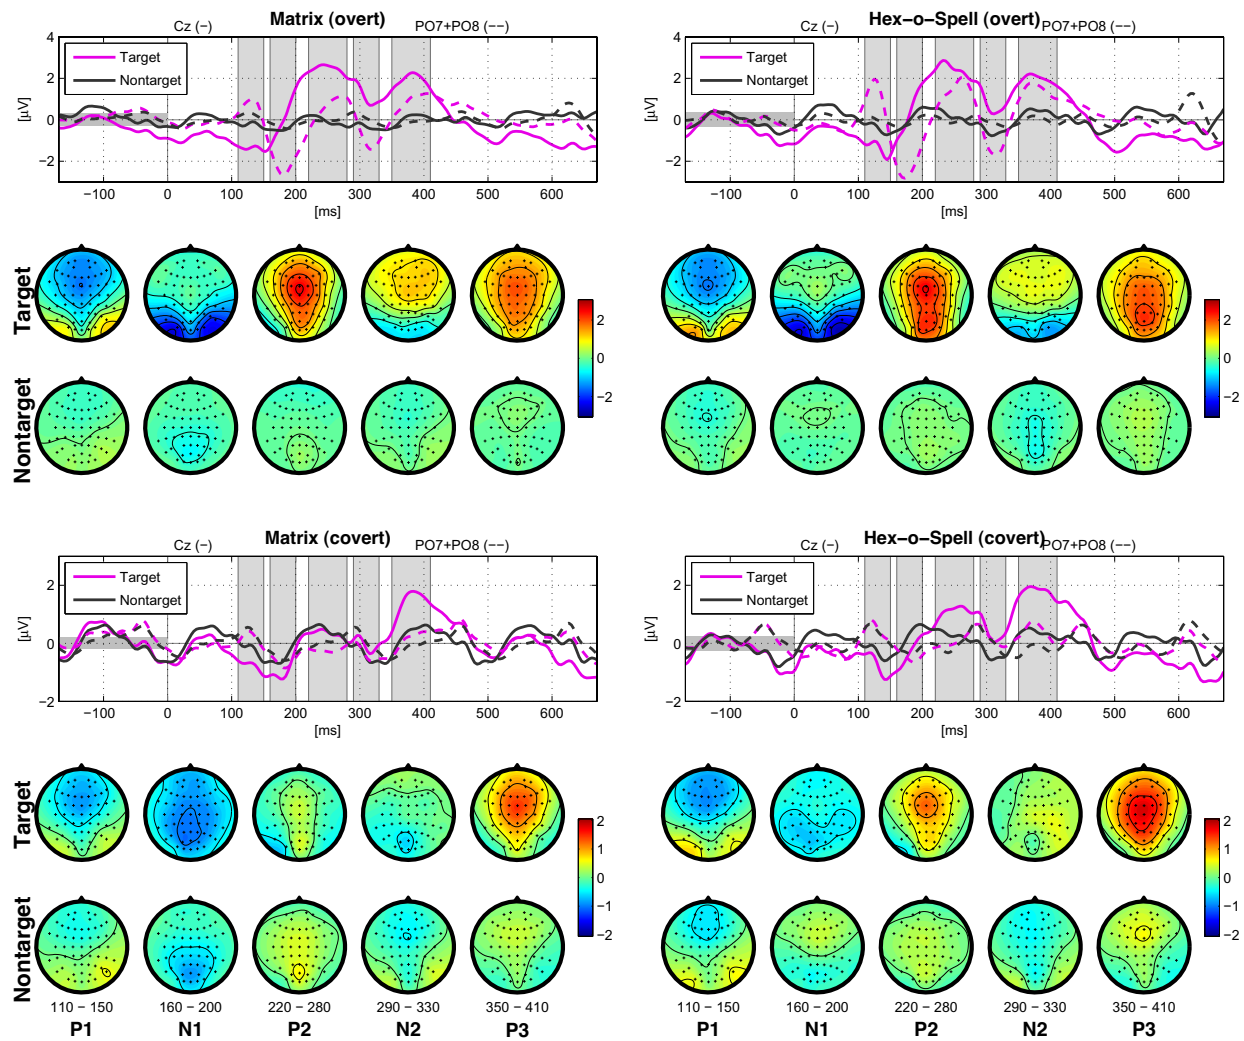 Matrix (overt)
Cz (−)
PO7+PO8 (−−)
Target
Nontarget
[µV]
4
2
0
−2
−100
0
100
200
300
400
500
600
[ms]
Hex−o−Spell (overt)
Cz (−)
PO7+PO8 (−−)
Target
Nontarget
[µV]
4
2
0
−2
−100
0
100
200
300
400
500
600
[ms]
Target
Nontarget
2
0
−2
2
0
−2
Matrix (covert)
Cz (−)
PO7+PO8 (−−)
Target
Nontarget
[µV]
2
0
−2
−100
0
100
200
300
400
500
600
[ms]
Hex−o−Spell (covert)
Cz (−)
PO7+PO8 (−−)
Target
Nontarget
[µV]
2
0
−2
−100
0
100
200
300
400
500
600
[ms]
Target
Nontarget
2
1
0
−1
−2
2
1
0
−1
−2
110 − 150
160 − 200
220 − 280
290 − 330
350 − 410
P1
N1
P2
N2
P3
110 − 150
160 − 200
220 − 280
290 − 330
350 − 410
P1
N1
P2
N2
P3